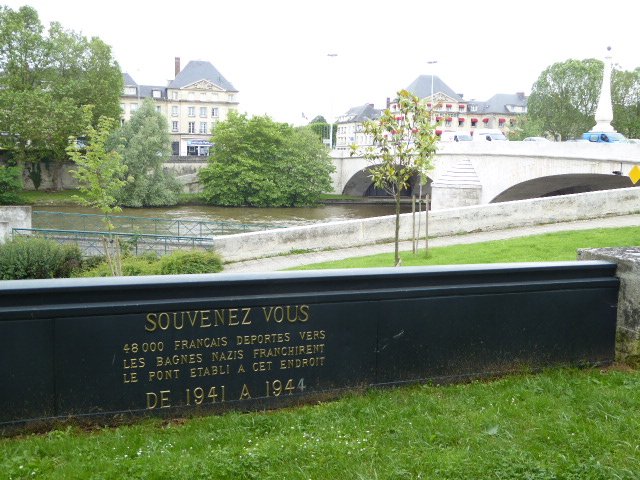 SOUVENEZ VOUS
48000 FRANCAIS DEPORTES VERS
LES BAGNES NAZIS FRANCHIRENT
LE PONT ETABLI A CET ENDROIT
DE 1941 A 1944